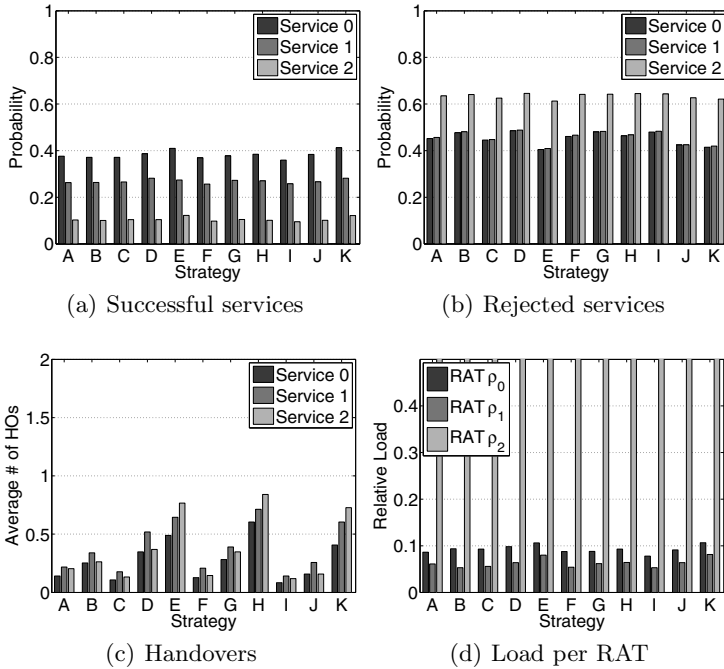 1
0.8
0.6
0.4
0.2
0
Probability
Service 0
Service 1
Service 2
A B C D E F G H I J K
Strategy
(a) Successful services
1
0.8
0.6
0.4
0.2
0
Probability
Service 0
Service 1
Service 2
A B C D E F G H I J K
Strategy
(b) Rejected services
2
1.5
1
0.5
0
Average # of HOs
Service 0
Service 1
Service 2
A B C D E F G H I J K
Strategy
(c) Handovers
0.4
0.3
0.2
0.1
0
Relative Load
RAT ρ0
RAT ρ1
RAT ρ2
A B C D E F G H I J K
Strategy
(d) Load per RAT